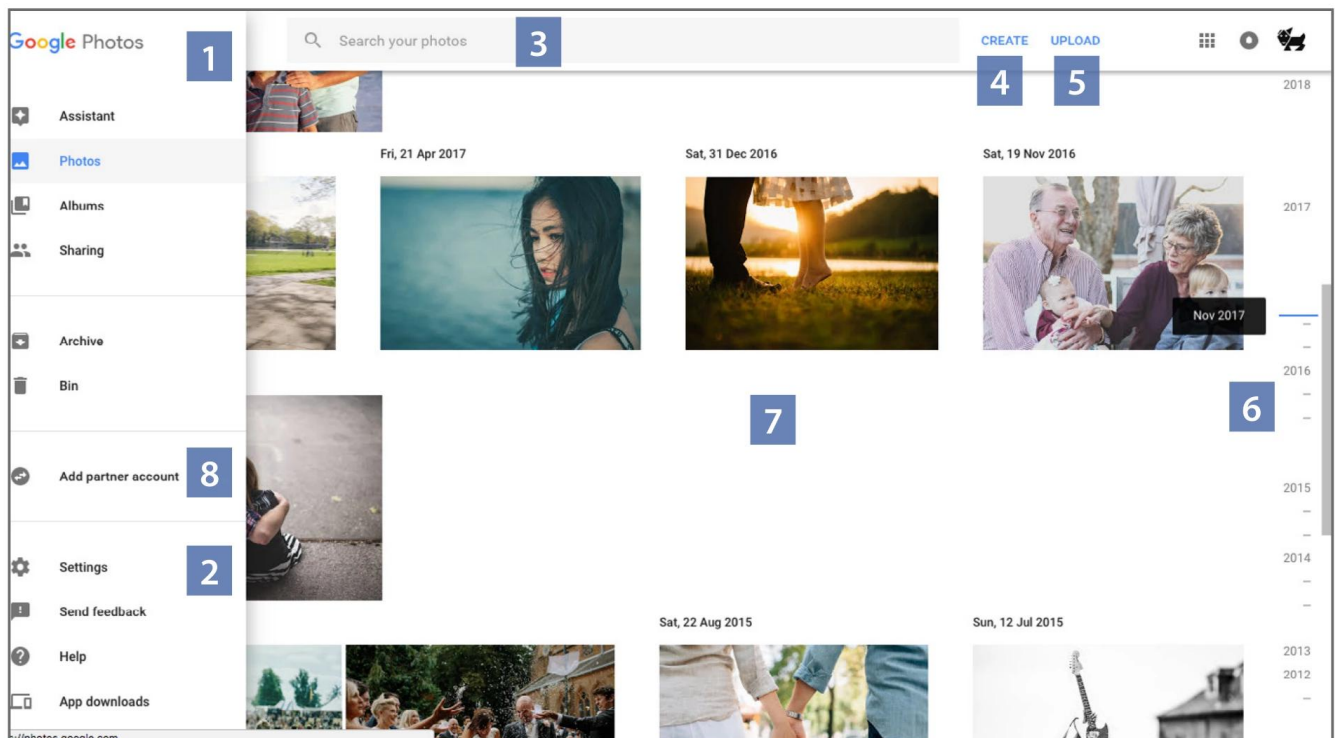 Google Photos
1
Search your photos
3
CREATE
UPLOAD
4
5
2018
Assistant
Photos
Albums
Sharing
Archive
Bin
Add partner account
8
Settings
2
Send feedback
Help
App downloads
Fri, 21 Apr 2017
Sat, 31 Dec 2016
Sat, 19 Nov 2016
2017
Nov 2017
2016
6
7
2015
2014
Sat, 22 Aug 2015
Sun, 12 Jul 2015
2013
2012
://photos.google.com